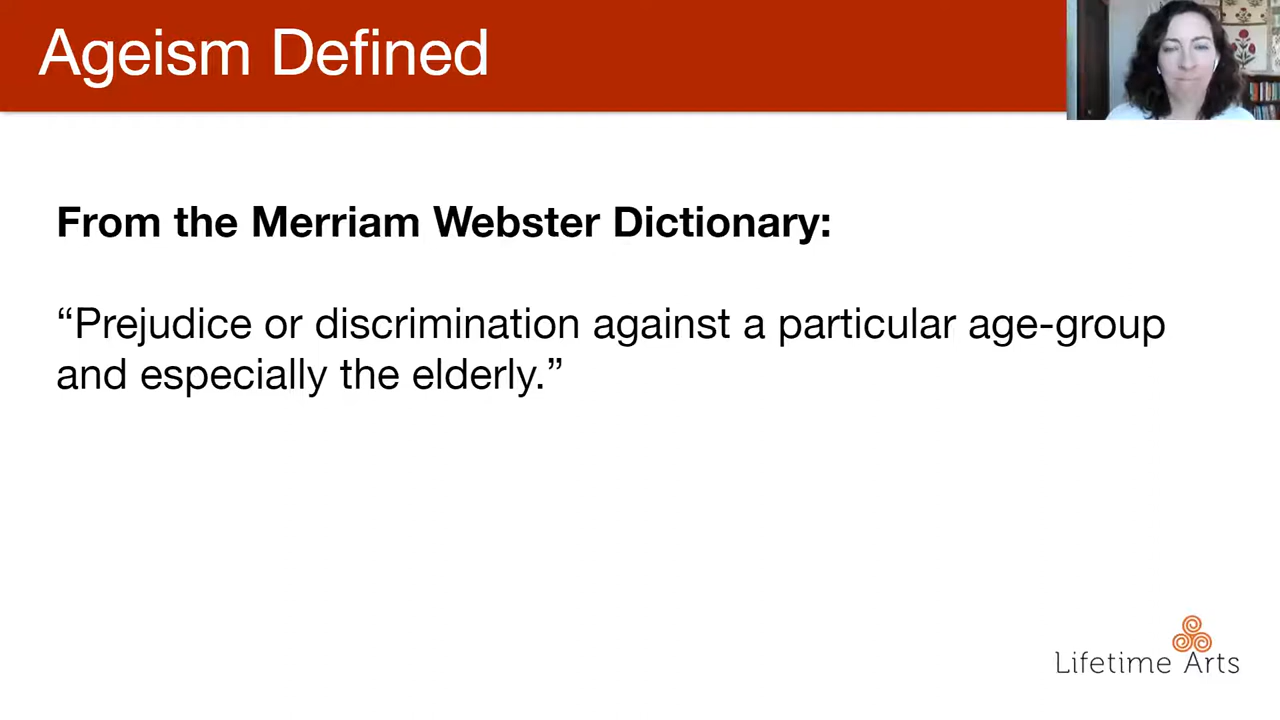 Ageism Defined
From the Merriam Webster Dictionary:
“Prejudice or discrimination against a particular age-group
and especially the elderly.”
Lifetime Arts